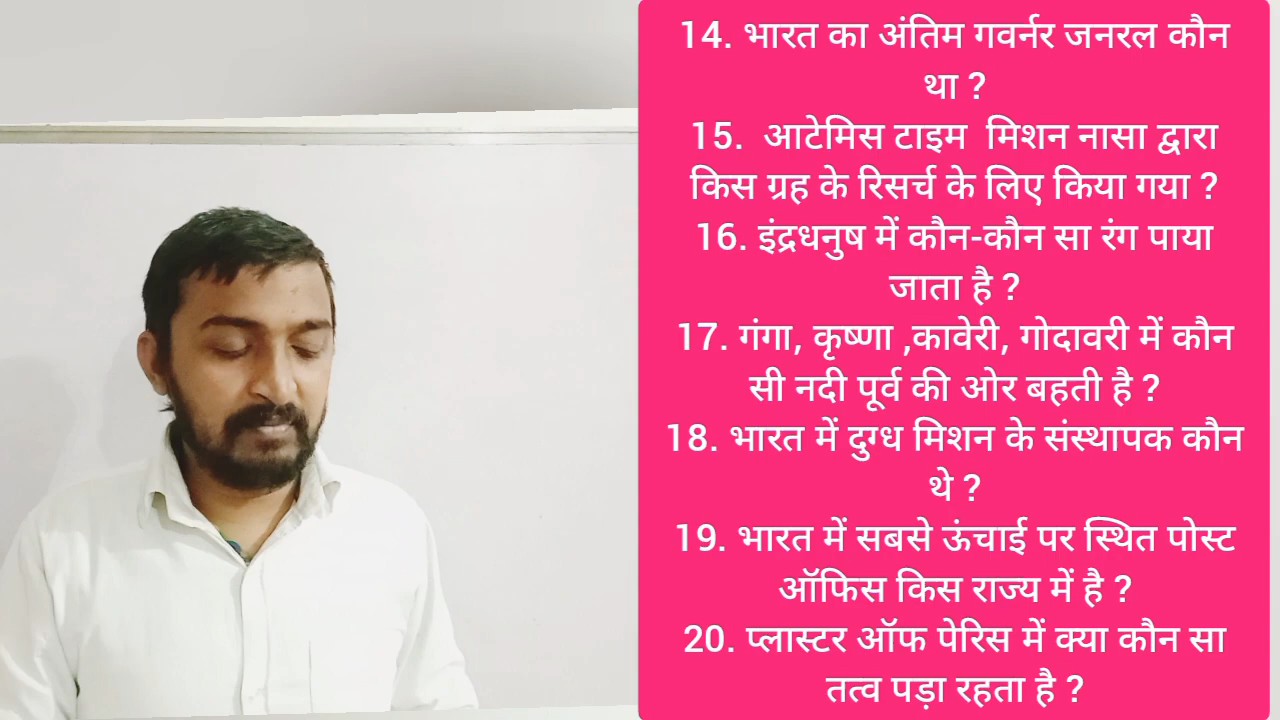 14. भारत का अंतिम गवर्नर जनरल कौन
था ?
15.  आटेमिस टाइम  मिशन नासा द्वारा
किस ग्रह के रिसर्च के लिए किया गया ?
16. इंद्रधनुष में कौन-कौन सा रंग पाया
जाता है ?
17. गंगा, कृष्णा ,कावेरी, गोदावरी में कौन
सी नदी पूर्व की ओर बहती है ?
18. भारत में दुग्ध मिशन के संस्थापक कौन
थे ?
19. भारत में सबसे ऊंचाई पर स्थित पोस्ट
ऑफिस किस राज्य में है ?
20. प्लास्टर ऑफ पेरिस में क्या कौन सा
तत्व पड़ा रहता है ?